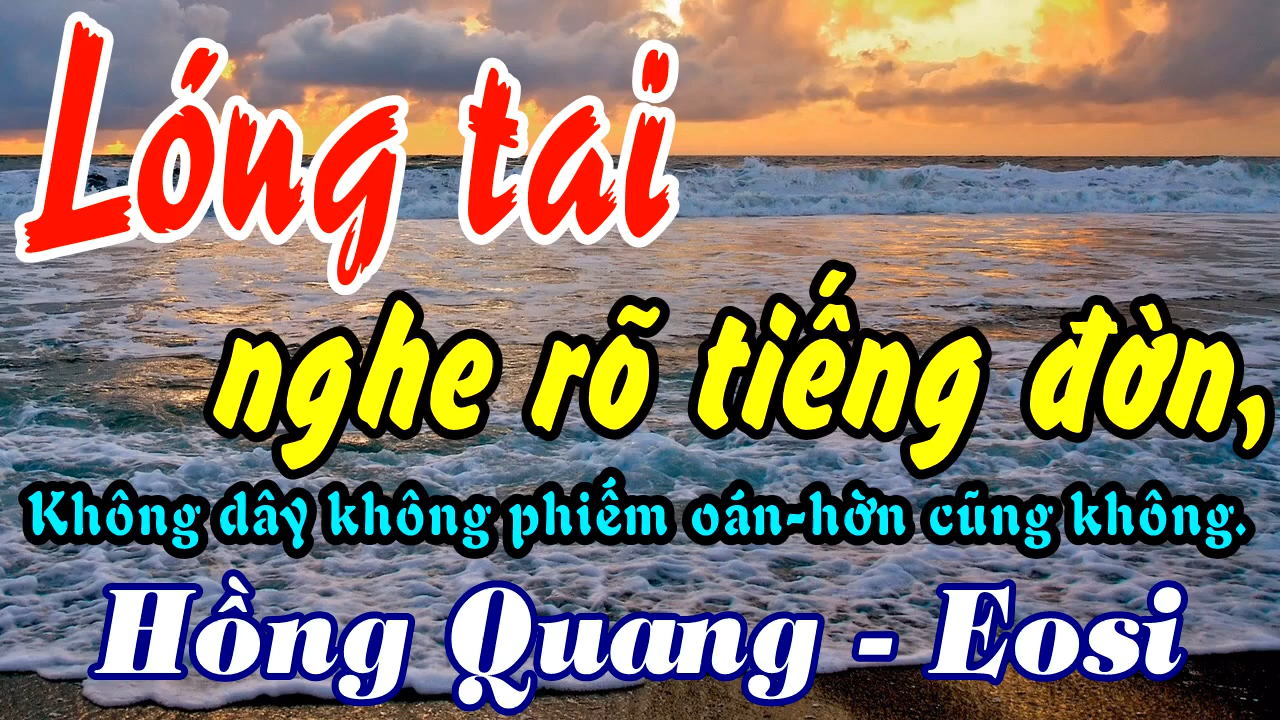 Lóng tai
nghe rõ tiếng đờn,
Không dây không phiếm oán-hờn cũng không.
Hồng Quang - Eosi